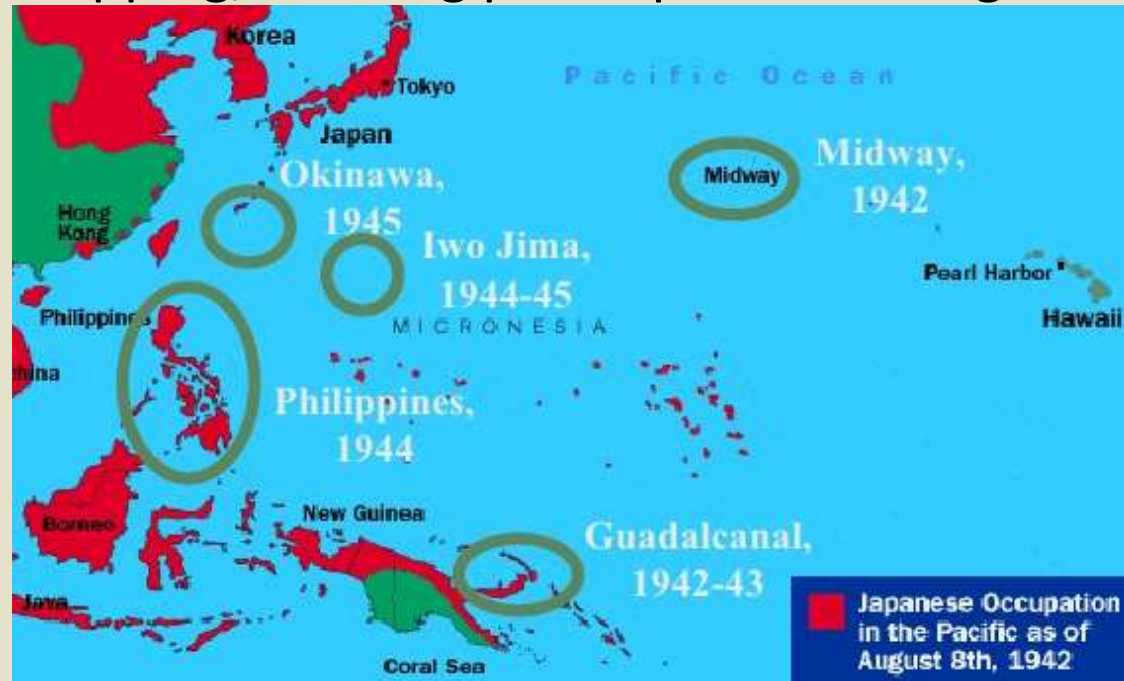 Korea
Pacific Ocean
Tokyo
Japan
Okinawa,
1945
Midway
Midway,
1942
Hong
Kong
Iwo Jima,
1944-45
Pearl Harbor
Hawaii
Philippines
MICRONESIA
china
Philippines,
1944
Borneo
New Guinea
Guadalcanal,
1942-43
Java
Coral Sea
Japanese Occupation
in the Pacific as of
August 8th, 1942